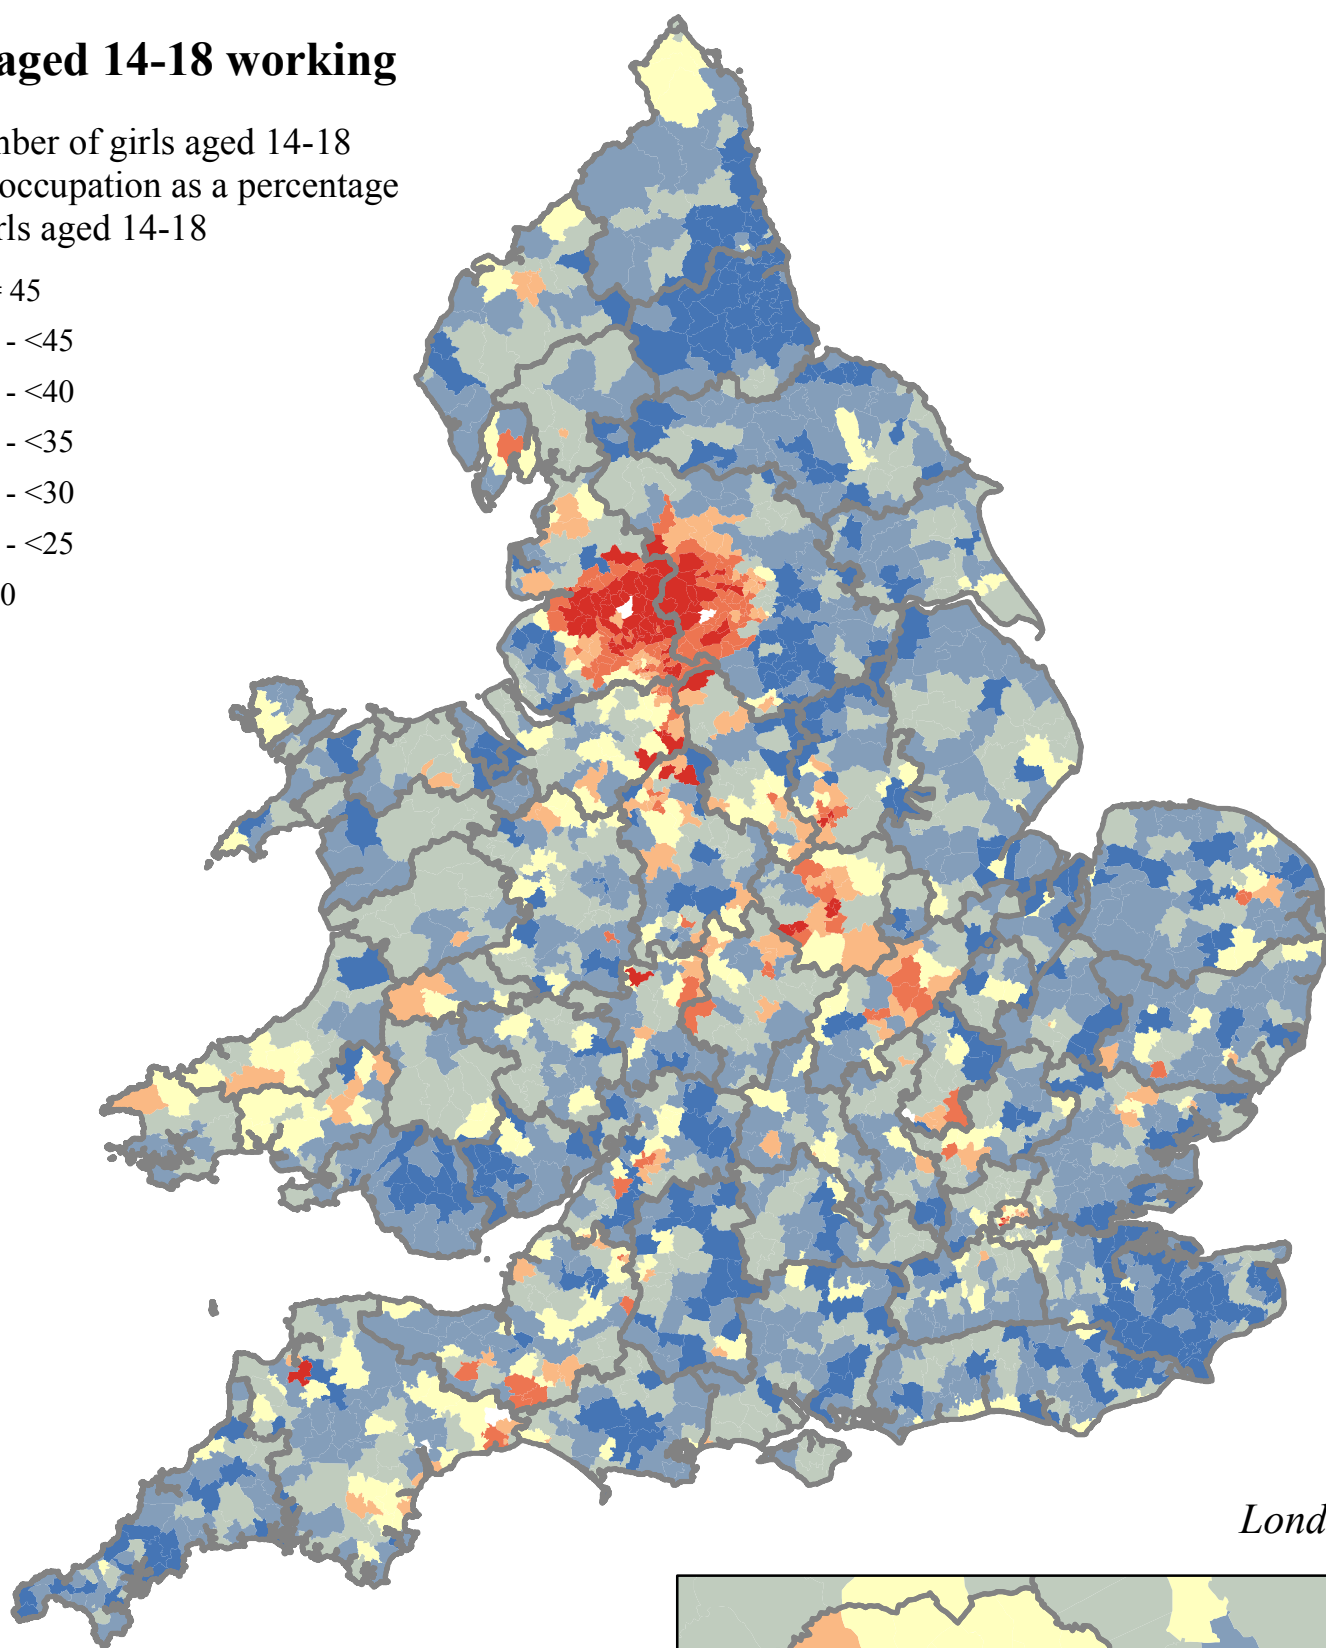 aged 14-18 working
nber of girls aged 14-18
occupation as a percentage
rls aged 14-18
45
- <45
- <40
- <35
- <30
- <25
0
Lond